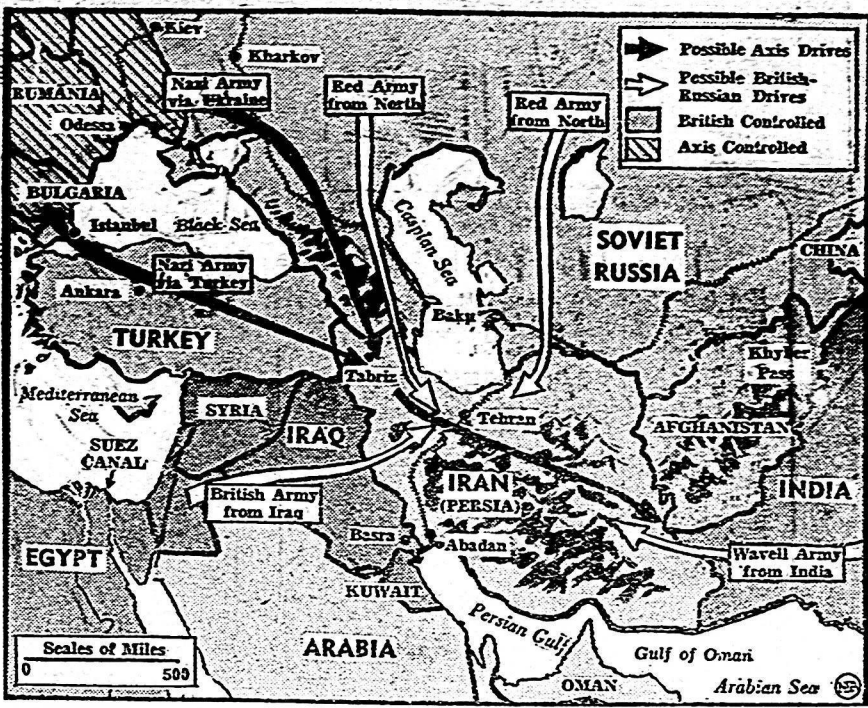 Kiev
Kharkov
RUMANIA
Odessa
Nazi Army
via Ukraine
Red Army
from North
Red Army
from North
Possible Axis Drives
Possible British-
Russian Drives
British Controlled
Axis Controlled
BULGARIA
Istanbul
Black Sea
Caspian Sea
SOVIET
RUSSIA
CHINA
Nazi Army
via Turkey
Ankara
TURKEY
Baku
Tabriz
Khyber
Pass
Mediterranean
Sea
SYRIA
IRAQ
Tehran
AFGHANISTAN
SUEZ
CANAL
British Army
from Iraq
IRAN
(PERSIA)
INDIA
EGYPT
Basra
Abadan
Wavell Army
from India
KUWAIT
ARABIA
Persian Gulf
Gulf of Oman
OMAN
Arabian Sea
Scales of Miles
0 500